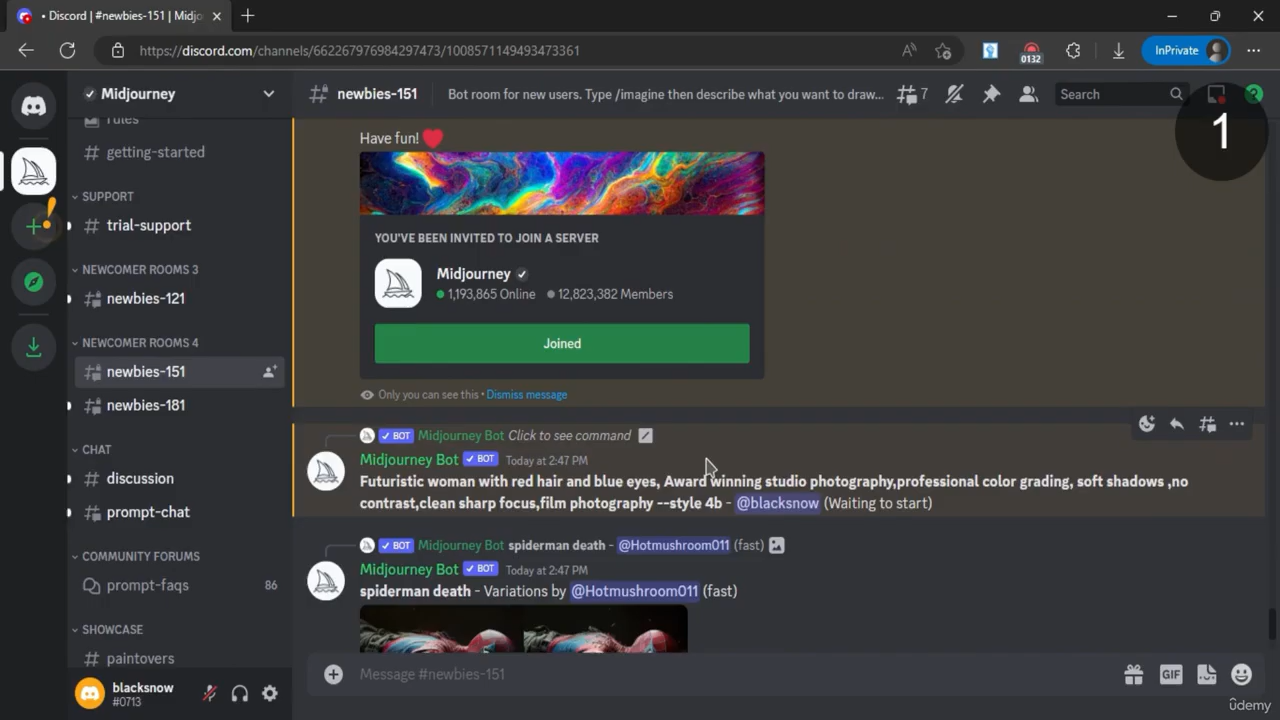 Discord | #newbies-151 | Midjo
https://discord.com/channels/662267976984297473/1008571149493473361
0132
InPrivate
Midjourney
newbies-151
Bot room for new users. Type /imagine then describe what you want to draw...
7
Search
1
rules
getting-started
SUPPORT
trial-support
NEWCOMER ROOMS 3
newbies-121
NEWCOMER ROOMS 4
newbies-151
newbies-181
CHAT
discussion
prompt-chat
COMMUNITY FORUMS
prompt-faqs 86
SHOWCASE
paintovers
blacksnow
#0713
Have fun!
YOU'VE BEEN INVITED TO JOIN A SERVER
Midjourney
1,193,865 Online 12,823,382 Members
Joined
Only you can see this • Dismiss message
BOT Midjourney Bot Click to see command
Midjourney Bot BOT Today at 2:47 PM
Futuristic woman with red hair and blue eyes, Award winning studio photography,professional color grading, soft shadows ,no
contrast,clean sharp focus,film photography --style 4b - @blacksnow (Waiting to start)
BOT Midjourney Bot spiderman death - @Hotmushroom011 (fast)
Midjourney Bot BOT Today at 2:47 PM
spiderman death - Variations by @Hotmushroom011 (fast)
Message #newbies-151
GIF
ûdemy